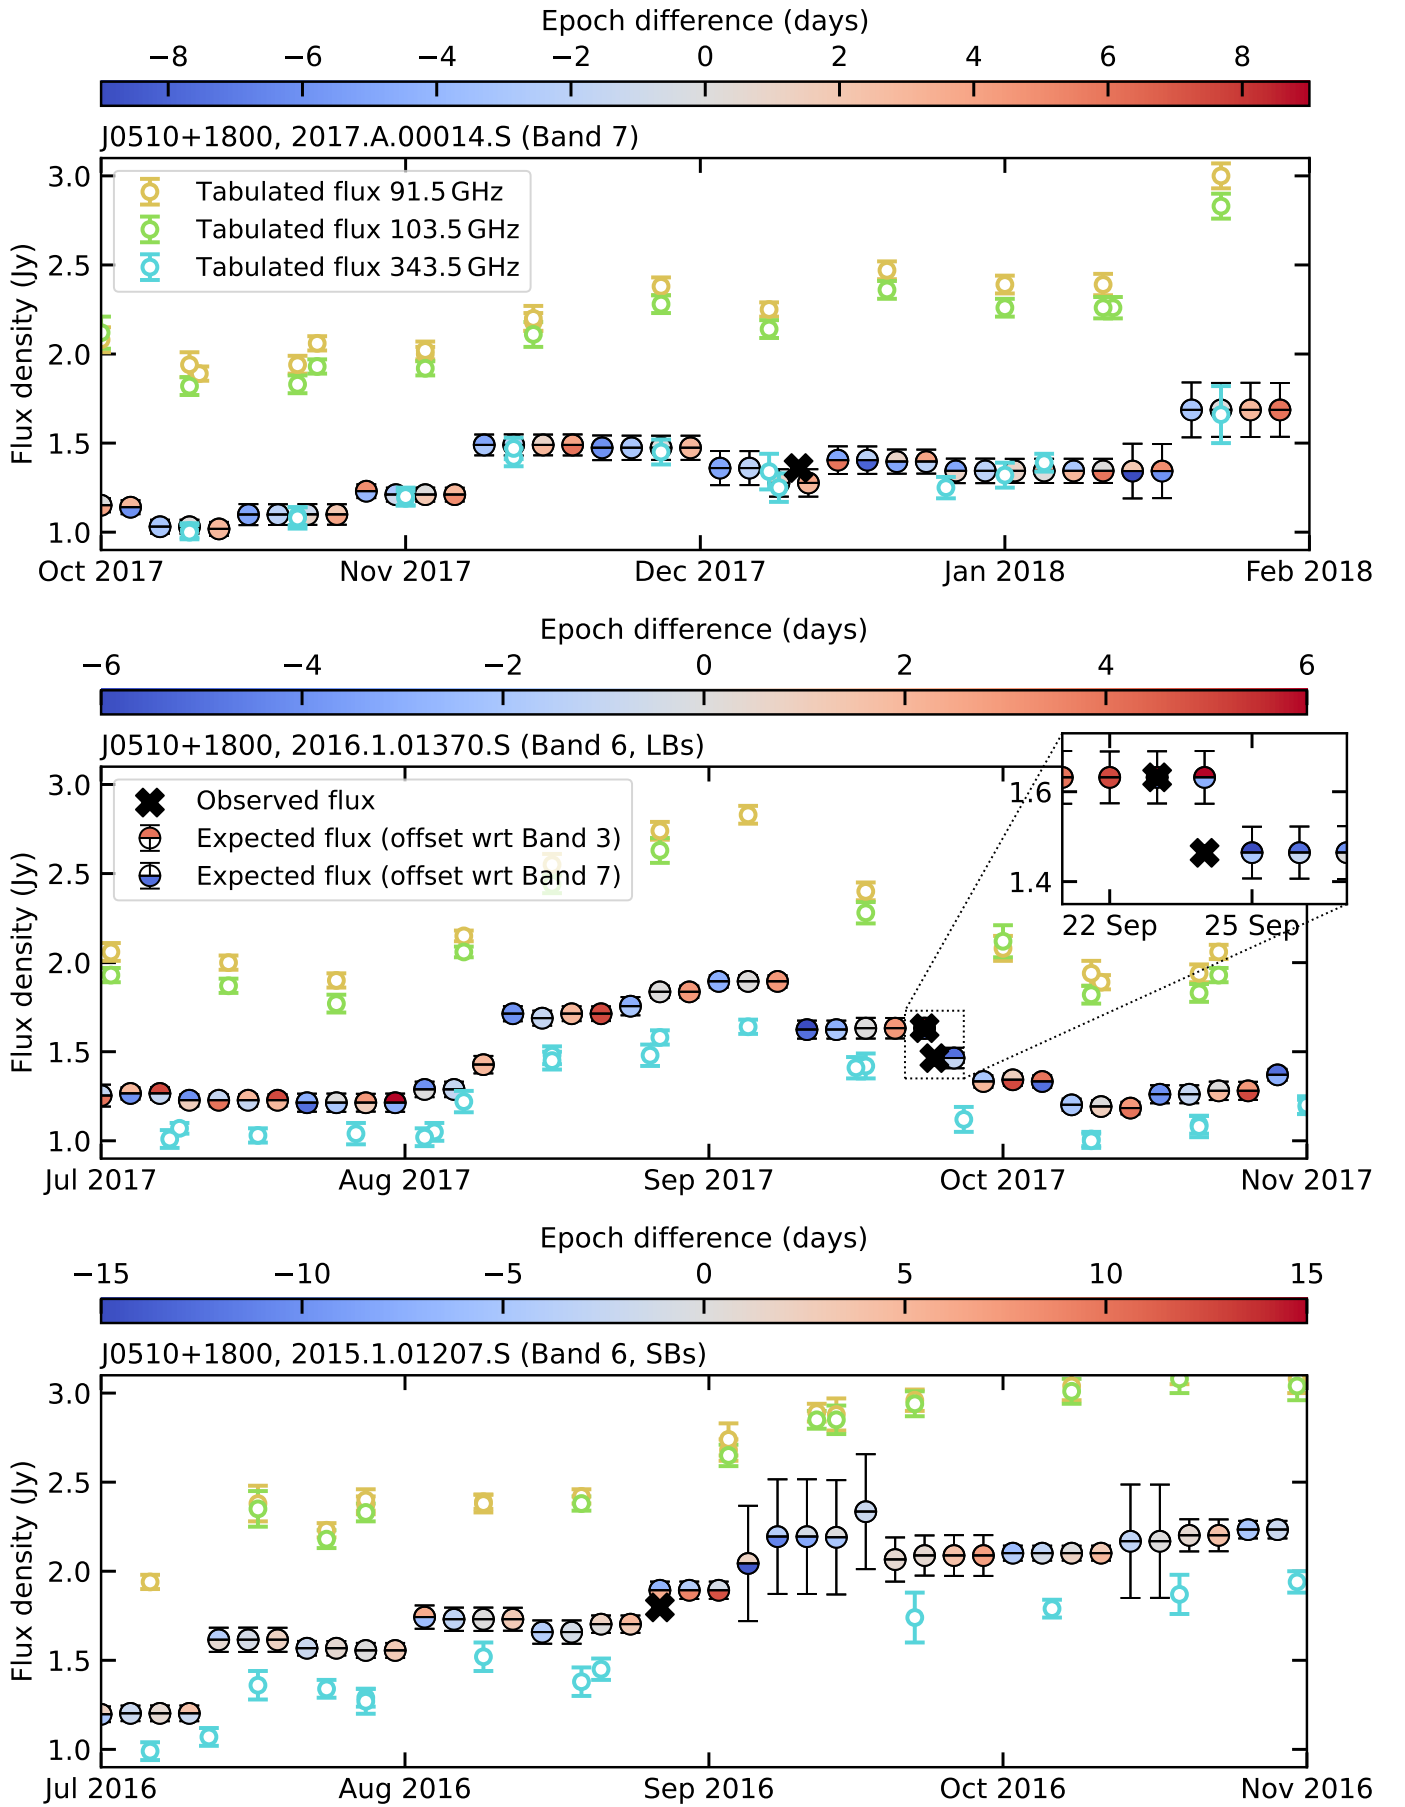 Epoch difference (days)
−8 −6 −4 −2 0 2 4 6 8
J0510+1800, 2017.A.00014.S (Band 7)
Tabulated flux 91.5 GHz
Tabulated flux 103.5 GHz
Tabulated flux 343.5 GHz
Flux density (Jy)
3.0
2.5
2.0
1.5
1.0
Oct 2017 Nov 2017 Dec 2017 Jan 2018 Feb 2018
Epoch difference (days)
−6 −4 −2 0 2 4 6
J0510+1800, 2016.1.01370.S (Band 6, LBs)
Observed flux
Expected flux (offset wrt Band 3)
Expected flux (offset wrt Band 7)
1.6
1.4
22 Sep 25 Sep
Flux density (Jy)
3.0
2.5
2.0
1.5
1.0
Jul 2017 Aug 2017 Sep 2017 Oct 2017 Nov 2017
Epoch difference (days)
−15 −10 −5 0 5 10 15
J0510+1800, 2015.1.01207.S (Band 6, SBs)
Flux density (Jy)
3.0
2.5
2.0
1.5
1.0
Jul 2016 Aug 2016 Sep 2016 Oct 2016 Nov 2016